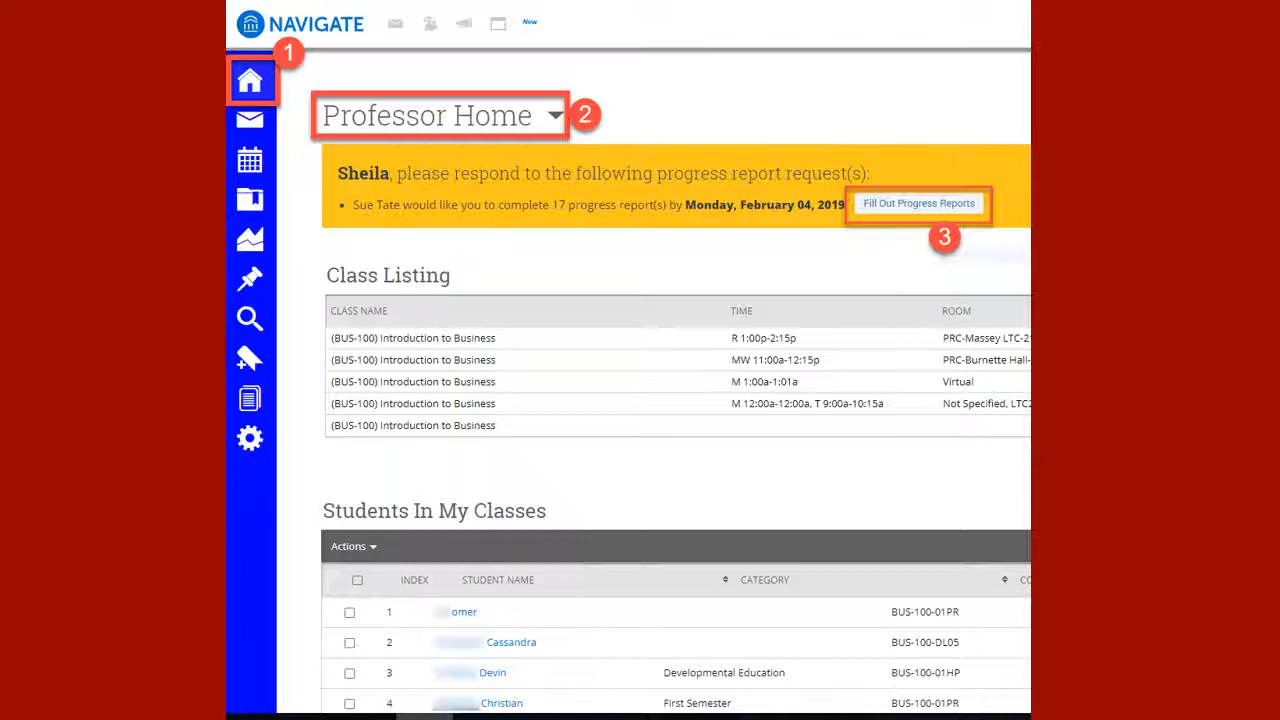 NAVIGATE
New
1
Professor Home
2
Sheila, please respond to the following progress report request(s):
• Sue Tate would like you to complete 17 progress report(s) by Monday, February 04, 2019
Fill Out Progress Reports
3
Class Listing
CLASS NAME TIME ROOM
(BUS-100) Introduction to Business R 1:00p-2:15p PRC-Massey LTC-21
(BUS-100) Introduction to Business MW 11:00a-12:15p PRC-Burnette Hall-
(BUS-100) Introduction to Business M 1:00a-1:01a Virtual
(BUS-100) Introduction to Business M 12:00a-12:00a, T 9:00a-10:15a Not Specified, LTC2
(BUS-100) Introduction to Business
Students In My Classes
Actions
INDEX STUDENT NAME CATEGORY CO
1 omer BUS-100-01PR
2 Cassandra BUS-100-DL05
3 Devin Developmental Education BUS-100-01HP
4 Christian First Semester BUS-100-01PR